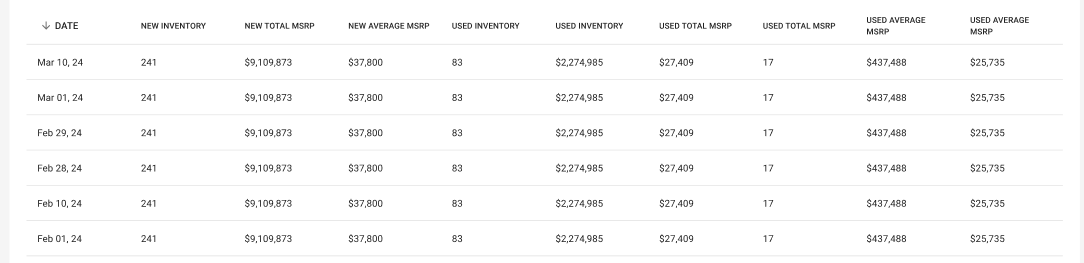 ↓ DATE NEW INVENTORY NEW TOTAL MSRP NEW AVERAGE MSRP USED INVENTORY USED INVENTORY USED TOTAL MSRP USED TOTAL MSRP USED AVERAGE MSRP USED AVERAGE MSRP
Mar 10, 24 241 $9,109,873 $37,800 83 $2,274,985 $27,409 17 $437,488 $25,735
Mar 01, 24 241 $9,109,873 $37,800 83 $2,274,985 $27,409 17 $437,488 $25,735
Feb 29, 24 241 $9,109,873 $37,800 83 $2,274,985 $27,409 17 $437,488 $25,735
Feb 28, 24 241 $9,109,873 $37,800 83 $2,274,985 $27,409 17 $437,488 $25,735
Feb 10, 24 241 $9,109,873 $37,800 83 $2,274,985 $27,409 17 $437,488 $25,735
Feb 01, 24 241 $9,109,873 $37,800 83 $2,274,985 $27,409 17 $437,488 $25,735